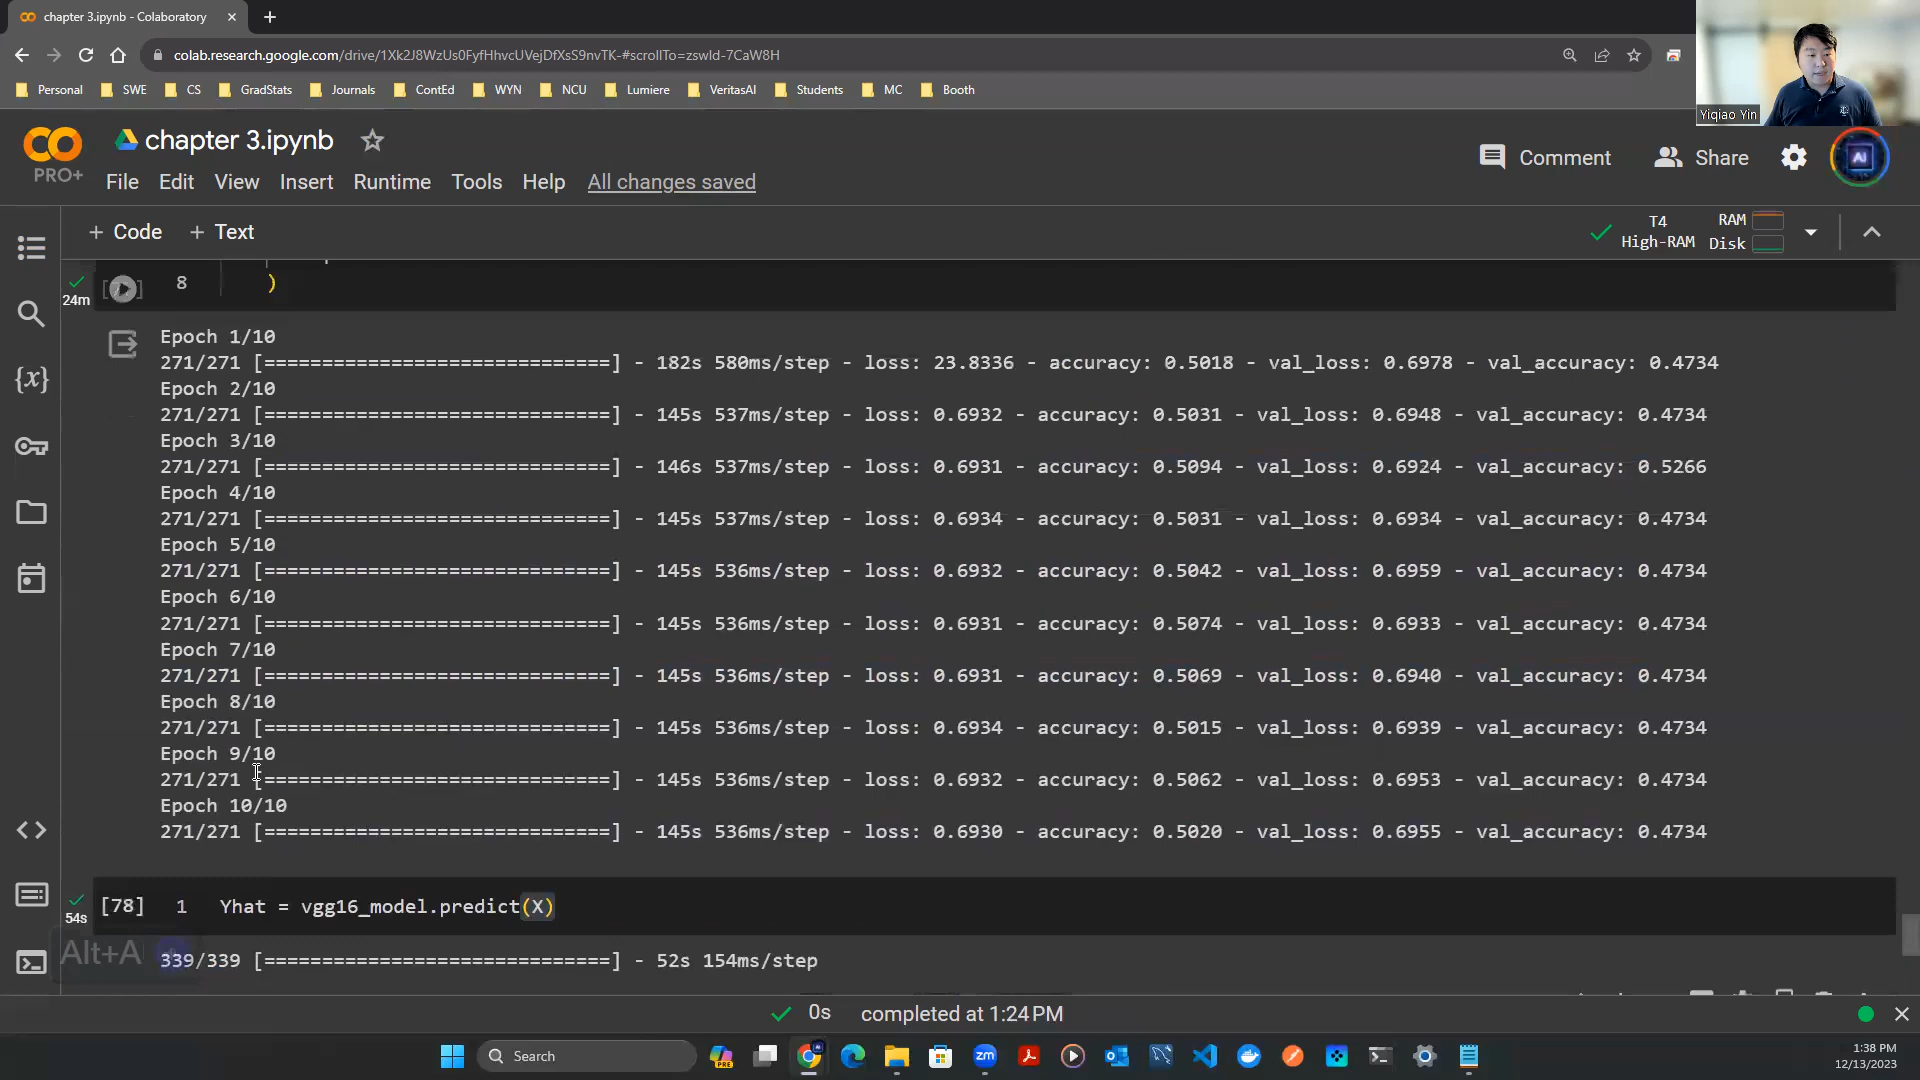 chapter 3.ipynb - Colaboratory
colab.research.google.com/drive/1Xk2J8WzUs0FyfHhvcUVejDfXsS9nvTK-#scrollTo=zswId-7CaW8H
Personal SWE CS GradStats Journals ContEd WYN NCU Lumiere VeritasAI Students MC Booth
Yiqiao Yin
chapter 3.ipynb
PRO+
File Edit View Insert Runtime Tools Help All changes saved
Comment Share
+ Code + Text
T4 High-RAM
RAM
Disk
24m
8 )
Epoch 1/10
271/271 [==============================] - 182s 580ms/step - loss: 23.8336 - accuracy: 0.5018 - val_loss: 0.6978 - val_accuracy: 0.4734
Epoch 2/10
271/271 [==============================] - 145s 537ms/step - loss: 0.6932 - accuracy: 0.5031 - val_loss: 0.6948 - val_accuracy: 0.4734
Epoch 3/10
271/271 [==============================] - 146s 537ms/step - loss: 0.6931 - accuracy: 0.5094 - val_loss: 0.6924 - val_accuracy: 0.5266
Epoch 4/10
271/271 [==============================] - 145s 537ms/step - loss: 0.6934 - accuracy: 0.5031 - val_loss: 0.6934 - val_accuracy: 0.4734
Epoch 5/10
271/271 [==============================] - 145s 536ms/step - loss: 0.6932 - accuracy: 0.5042 - val_loss: 0.6959 - val_accuracy: 0.4734
Epoch 6/10
271/271 [==============================] - 145s 536ms/step - loss: 0.6931 - accuracy: 0.5074 - val_loss: 0.6933 - val_accuracy: 0.4734
Epoch 7/10
271/271 [==============================] - 145s 536ms/step - loss: 0.6931 - accuracy: 0.5069 - val_loss: 0.6940 - val_accuracy: 0.4734
Epoch 8/10
271/271 [==============================] - 145s 536ms/step - loss: 0.6934 - accuracy: 0.5015 - val_loss: 0.6939 - val_accuracy: 0.4734
Epoch 9/10
271/271 [==============================] - 145s 536ms/step - loss: 0.6932 - accuracy: 0.5062 - val_loss: 0.6953 - val_accuracy: 0.4734
Epoch 10/10
271/271 [==============================] - 145s 536ms/step - loss: 0.6930 - accuracy: 0.5020 - val_loss: 0.6955 - val_accuracy: 0.4734
[78] 1 Yhat = vgg16_model.predict(X)
54s
Alt+A
339/339 [==============================] - 52s 154ms/step
0s completed at 1:24 PM
Search
1:38 PM
12/13/2023